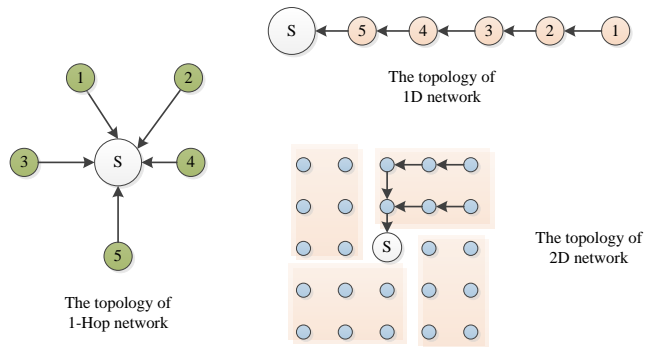 1
2
3
S
4
5
The topology of
1-Hop network
S
5
4
3
2
1
The topology of
1D network
S
The topology of
2D network